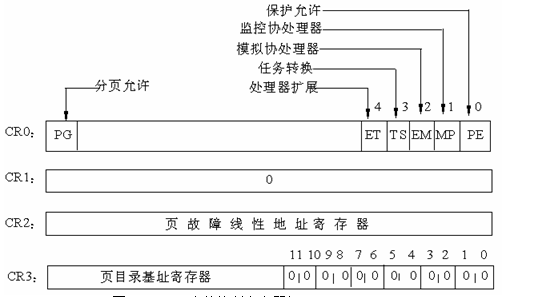 保护允许
监控协处理器
模拟协处理器
任务转换
分页允许
处理器扩展
4 3 2 1 0
CR0: PG ET TS EM MP PE
CR1: 0
CR2: 页故障线性地址寄存器
11 10 9 8 7 6 5 4 3 2 1 0
CR3: 页目录基址寄存器 0 0 0 0 0 0 0 0 0 0 0 0